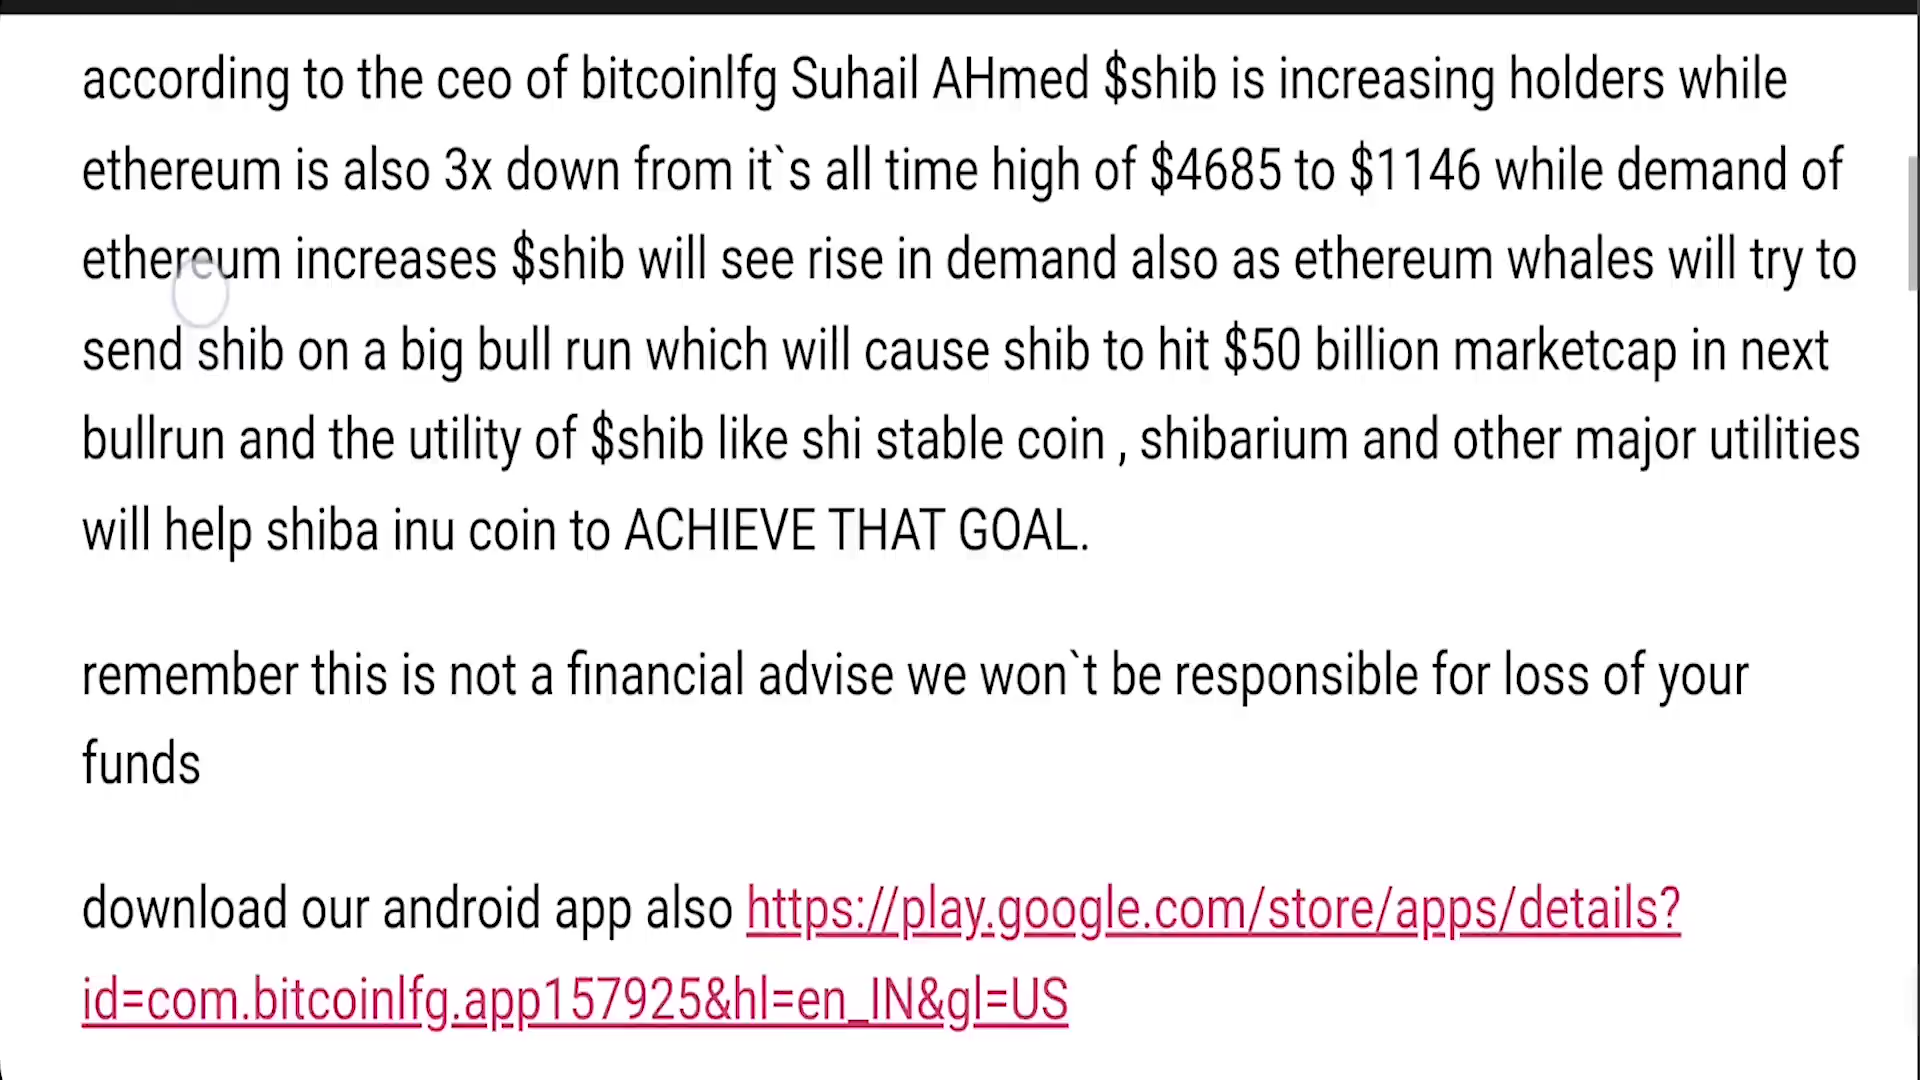 according to the ceo of bitcoinlfg Suhail AHmed $shib is increasing holders while
ethereum is also 3x down from it`s all time high of $4685 to $1146 while demand of
ethereum increases $shib will see rise in demand also as ethereum whales will try to
send shib on a big bull run which will cause shib to hit $50 billion marketcap in next
bullrun and the utility of $shib like shi stable coin , shibarium and other major utilities
will help shiba inu coin to ACHIEVE THAT GOAL.
remember this is not a financial advise we won`t be responsible for loss of your
funds
download our android app also https://play.google.com/store/apps/details?
id=com.bitcoinlfg.app157925&hl=en_IN&gl=US